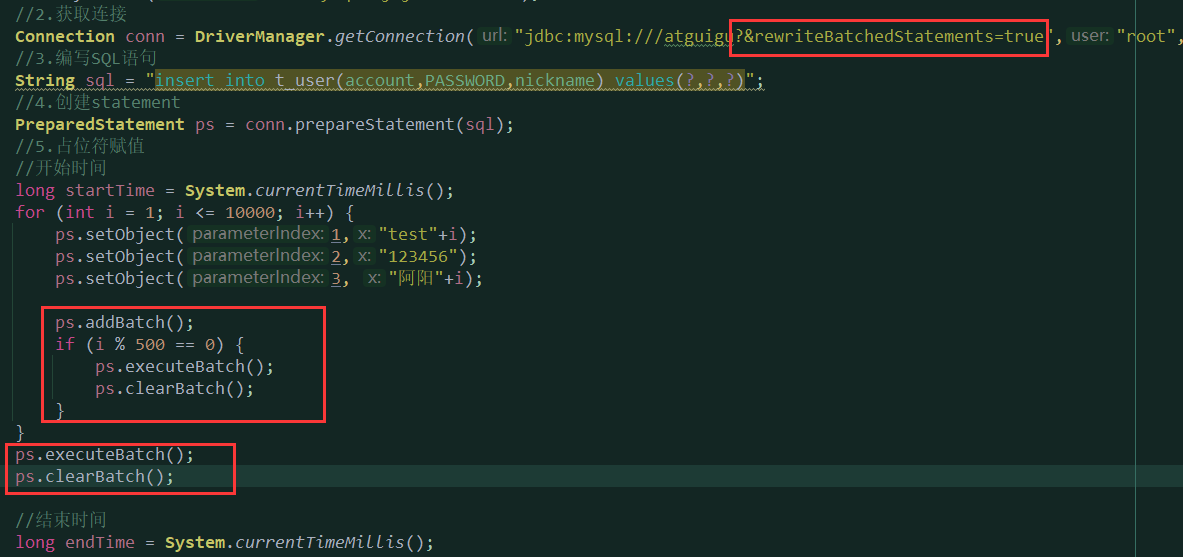 //2.获取连接
Connection conn = DriverManager.getConnection( url: "jdbc:mysql:///atguigu?&rewriteBatchedStatements=true", user: "root",
//3.编写SQL语句
String sql = "insert into t_user(account,PASSWORD,nickname) values(?,?,?)";
//4.创建statement
PreparedStatement ps = conn.prepareStatement(sql);
//5.占位符赋值
//开始时间
long startTime = System.currentTimeMillis();
for (int i = 1; i <= 10000; i++) {
ps.setObject( parameterIndex: 1, x: "test"+i);
ps.setObject( parameterIndex: 2, x: "123456");
ps.setObject( parameterIndex: 3, x: "阿阳"+i);
ps.addBatch();
if (i % 500 == 0) {
ps.executeBatch();
ps.clearBatch();
}
}
ps.executeBatch();
ps.clearBatch();
//结束时间
long endTime = System.currentTimeMillis();